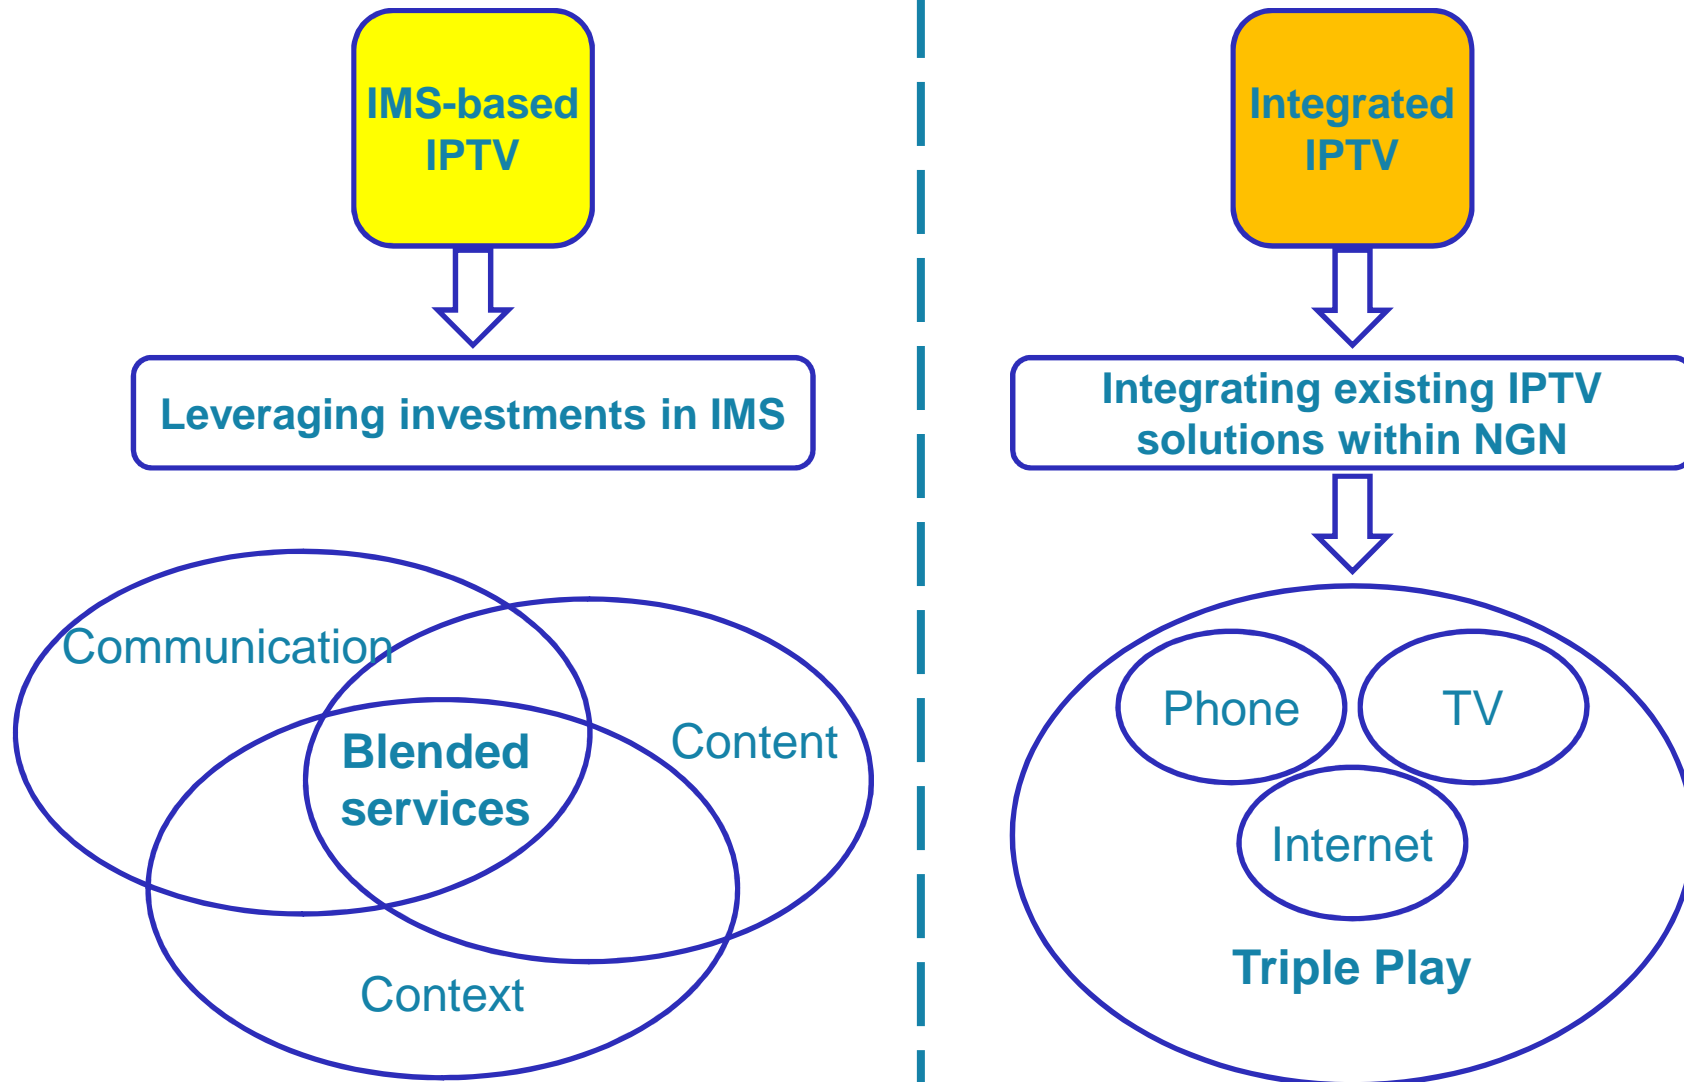 IMS-based
IPTV
Leveraging investments in IMS
Communication
Content
Blended
services
Context
Integrated
IPTV
Integrating existing IPTV
solutions within NGN
Phone
TV
Internet
Triple Play